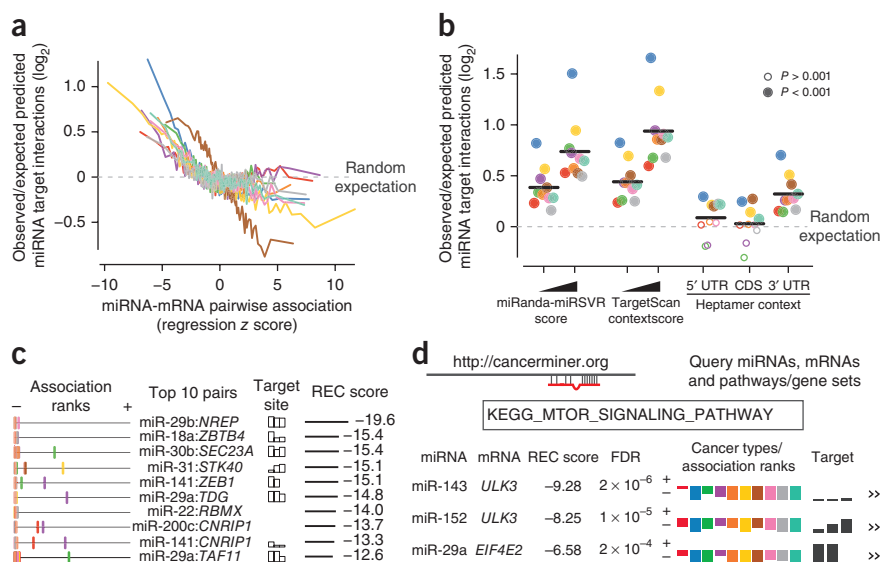 a
Observed/expected predicted
miRNA target interactions (log2)
1.0
0.5
0
−0.5
Random
expectation
−10 −5 0 5 10
miRNA-mRNA pairwise association
(regression z score)
b
Observed/expected predicted
miRNA target interactions (log2)
1.5
1.0
0.5
0
P > 0.001
P < 0.001
Random
expectation
miRanda-miRSVR
score
TargetScan
contextscore
5′ UTR CDS 3′ UTR
Heptamer context
c
Association
ranks
− +
Top 10 pairs
Target
site
REC score
miR-29b:NREP −19.6
miR-18a:ZBTB4 −15.4
miR-30b:SEC23A −15.4
miR-31:STK40 −15.1
miR-141:ZEB1 −15.1
miR-29a:TDG −14.8
miR-22:RBMX −14.0
miR-200c:CNRIP1 −13.7
miR-141:CNRIP1 −13.3
miR-29a:TAF11 −12.6
d
http://cancerminer.org
Query miRNAs, mRNAs
and pathways/gene sets
KEGG_MTOR_SIGNALING_PATHWAY
miRNA mRNA REC score FDR
Cancer types/
association ranks
Target
miR-143 ULK3 −9.28 2 × 10−6 + − »
miR-152 ULK3 −8.25 1 × 10−5 + − »
miR-29a EIF4E2 −6.58 2 × 10−4 + − »